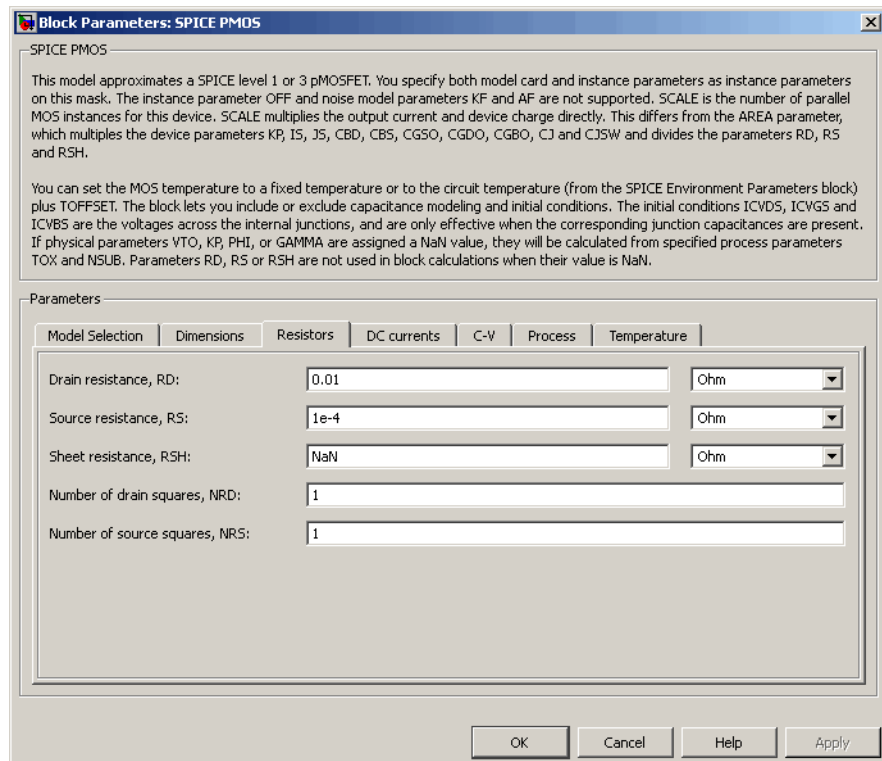 Block Parameters: SPICE PMOS
SPICE PMOS
This model approximates a SPICE level 1 or 3 pMOSFET. You specify both model card and instance parameters as instance parameters
on this mask. The instance parameter OFF and noise model parameters KF and AF are not supported. SCALE is the number of parallel
MOS instances for this device. SCALE multiplies the output current and device charge directly. This differs from the AREA parameter,
which multiples the device parameters KP, IS, JS, CBD, CBS, CGSO, CGDO, CGBO, CJ and CJSW and divides the parameters RD, RS
and RSH.
You can set the MOS temperature to a fixed temperature or to the circuit temperature (from the SPICE Environment Parameters block)
plus TOFFSET. The block lets you include or exclude capacitance modeling and initial conditions. The initial conditions ICVDS, ICVGS and
ICVBS are the voltages across the internal junctions, and are only effective when the corresponding junction capacitances are present.
If physical parameters VTO, KP, PHI, or GAMMA are assigned a NaN value, they will be calculated from specified process parameters
TOX and NSUB. Parameters RD, RS or RSH are not used in block calculations when their value is NaN.
Parameters
Model Selection Dimensions Resistors DC currents C-V Process Temperature
Drain resistance, RD: 0.01 Ohm
Source resistance, RS: 1e-4 Ohm
Sheet resistance, RSH: NaN Ohm
Number of drain squares, NRD: 1
Number of source squares, NRS: 1
OK Cancel Help Apply